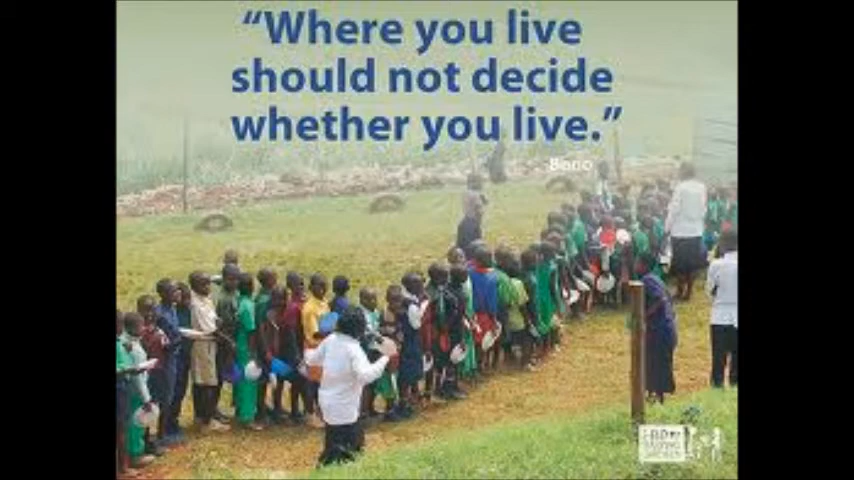 “Where you live
should not decide
whether you live.”
Bono